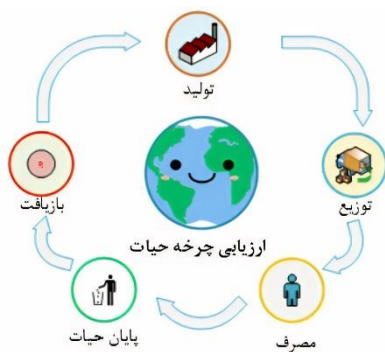 تولید
توزیع
مصرف
پایان حیات
بازیافت
ارزیابی چرخه حیات